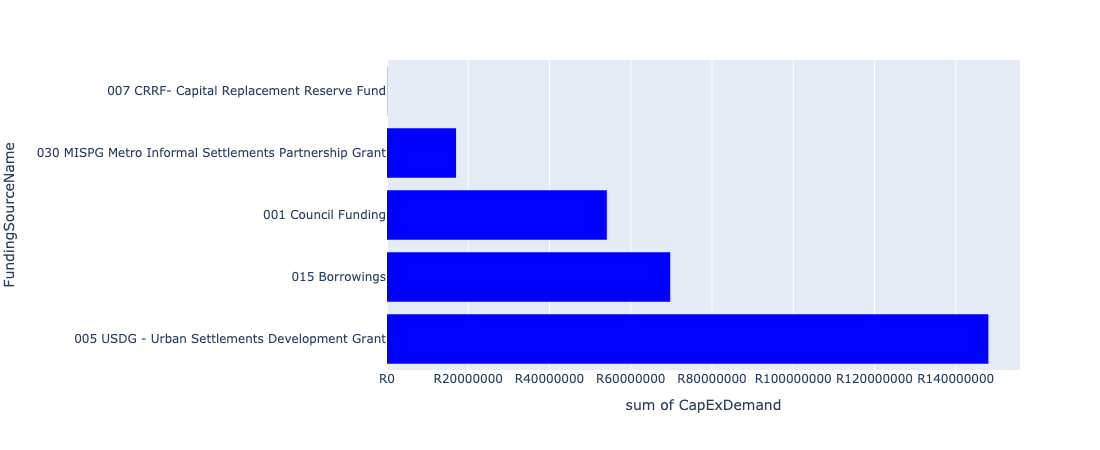 FundingSourceName
007 CRRF- Capital Replacement Reserve Fund
030 MISPG Metro Informal Settlements Partnership Grant
001 Council Funding
015 Borrowings
005 USDG - Urban Settlements Development Grant
R0 R20000000 R40000000 R60000000 R80000000 R100000000 R120000000 R140000000
sum of CapExDemand